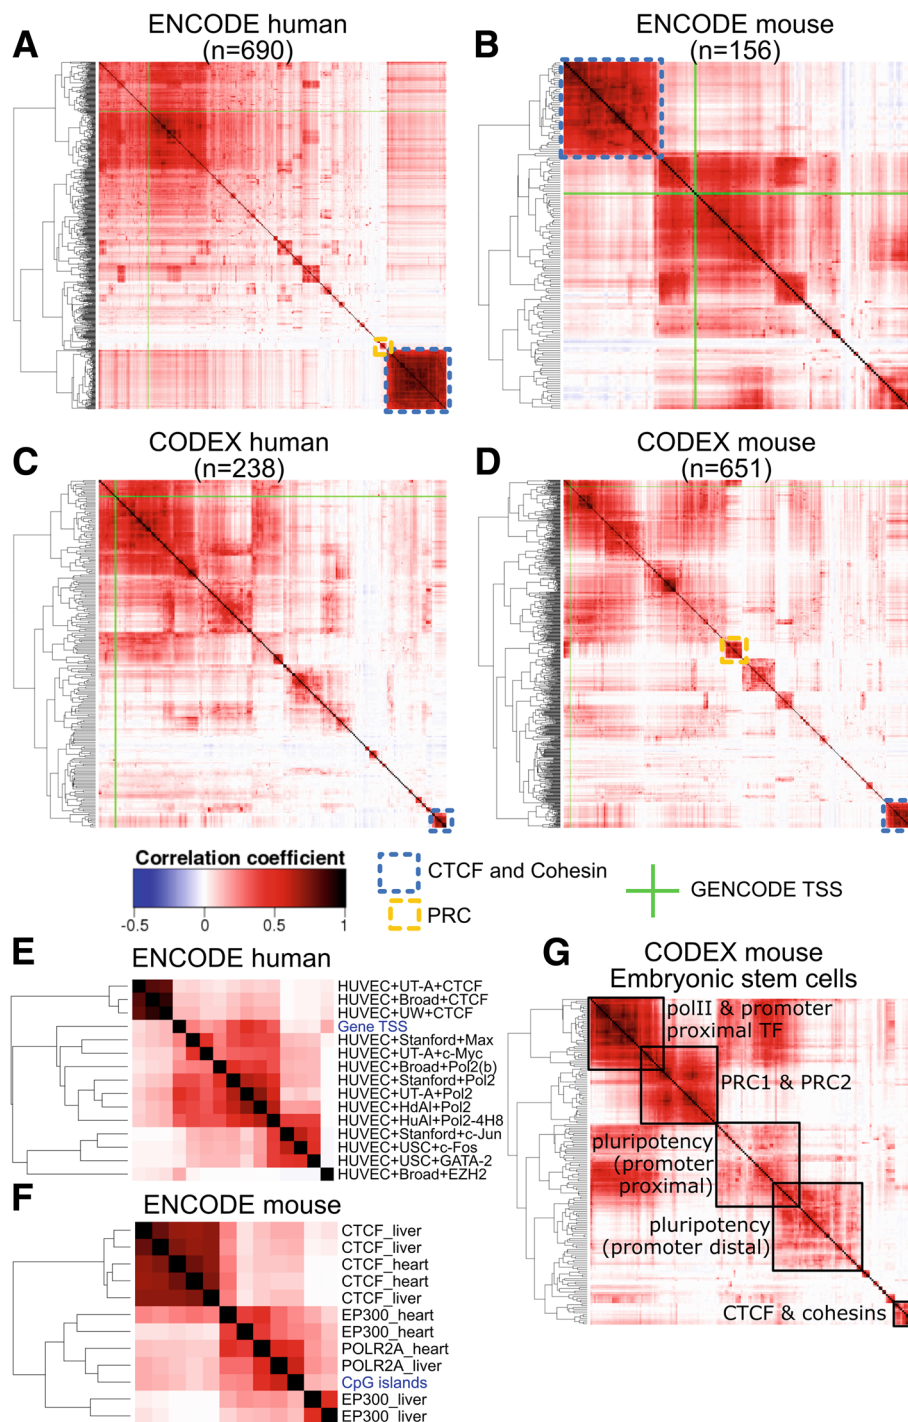 A
ENCODE human
(n=690)
B
ENCODE mouse
(n=156)
C
CODEX human
(n=238)
D
CODEX mouse
(n=651)
Correlation coefficient
-0.5 0 0.5 1
CTCF and Cohesin
PRC
GENCODE TSS
E
ENCODE human
HUVEC+UT-A+CTCF
HUVEC+Broad+CTCF
HUVEC+UW+CTCF
Gene TSS
HUVEC+Stanford+Max
HUVEC+UT-A+c-Myc
HUVEC+Broad+Pol2(b)
HUVEC+Stanford+Pol2
HUVEC+UT-A+Pol2
HUVEC+HdAl+Pol2
HUVEC+HuAl+Pol2-4H8
HUVEC+Stanford+c-Jun
HUVEC+USC+c-Fos
HUVEC+USC+GATA-2
HUVEC+Broad+EZH2
F
ENCODE mouse
CTCF_liver
CTCF_liver
CTCF_heart
CTCF_heart
CTCF_liver
EP300_heart
EP300_heart
POLR2A_heart
POLR2A_liver
CpG islands
EP300_liver
EP300_liver
G
CODEX mouse
Embryonic stem cells
polII & promoter
proximal TF
PRC1 & PRC2
pluripotency
(promoter
proximal)
pluripotency
(promoter distal)
CTCF & cohesins